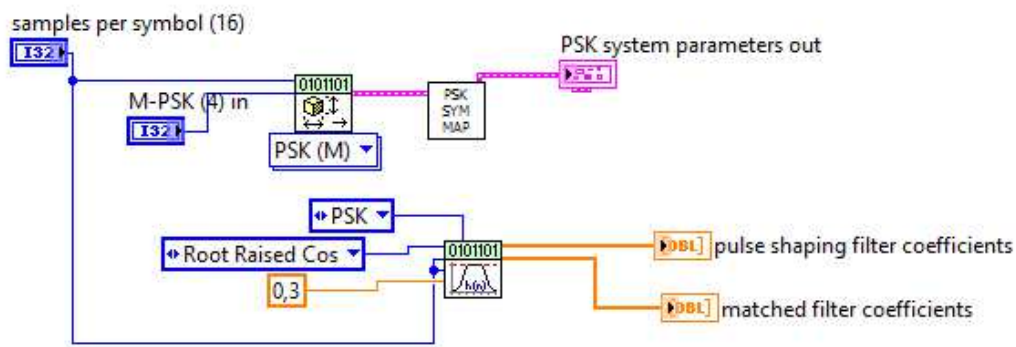 samples per symbol (16)
I32
PSK system parameters out
M-PSK (4) in
I32
0101101
PSK
SYM
MAP
PSK (M)
PSK
Root Raised Cos
0101101
h(n)
0,3
DBL
pulse shaping filter coefficients
DBL
matched filter coefficients